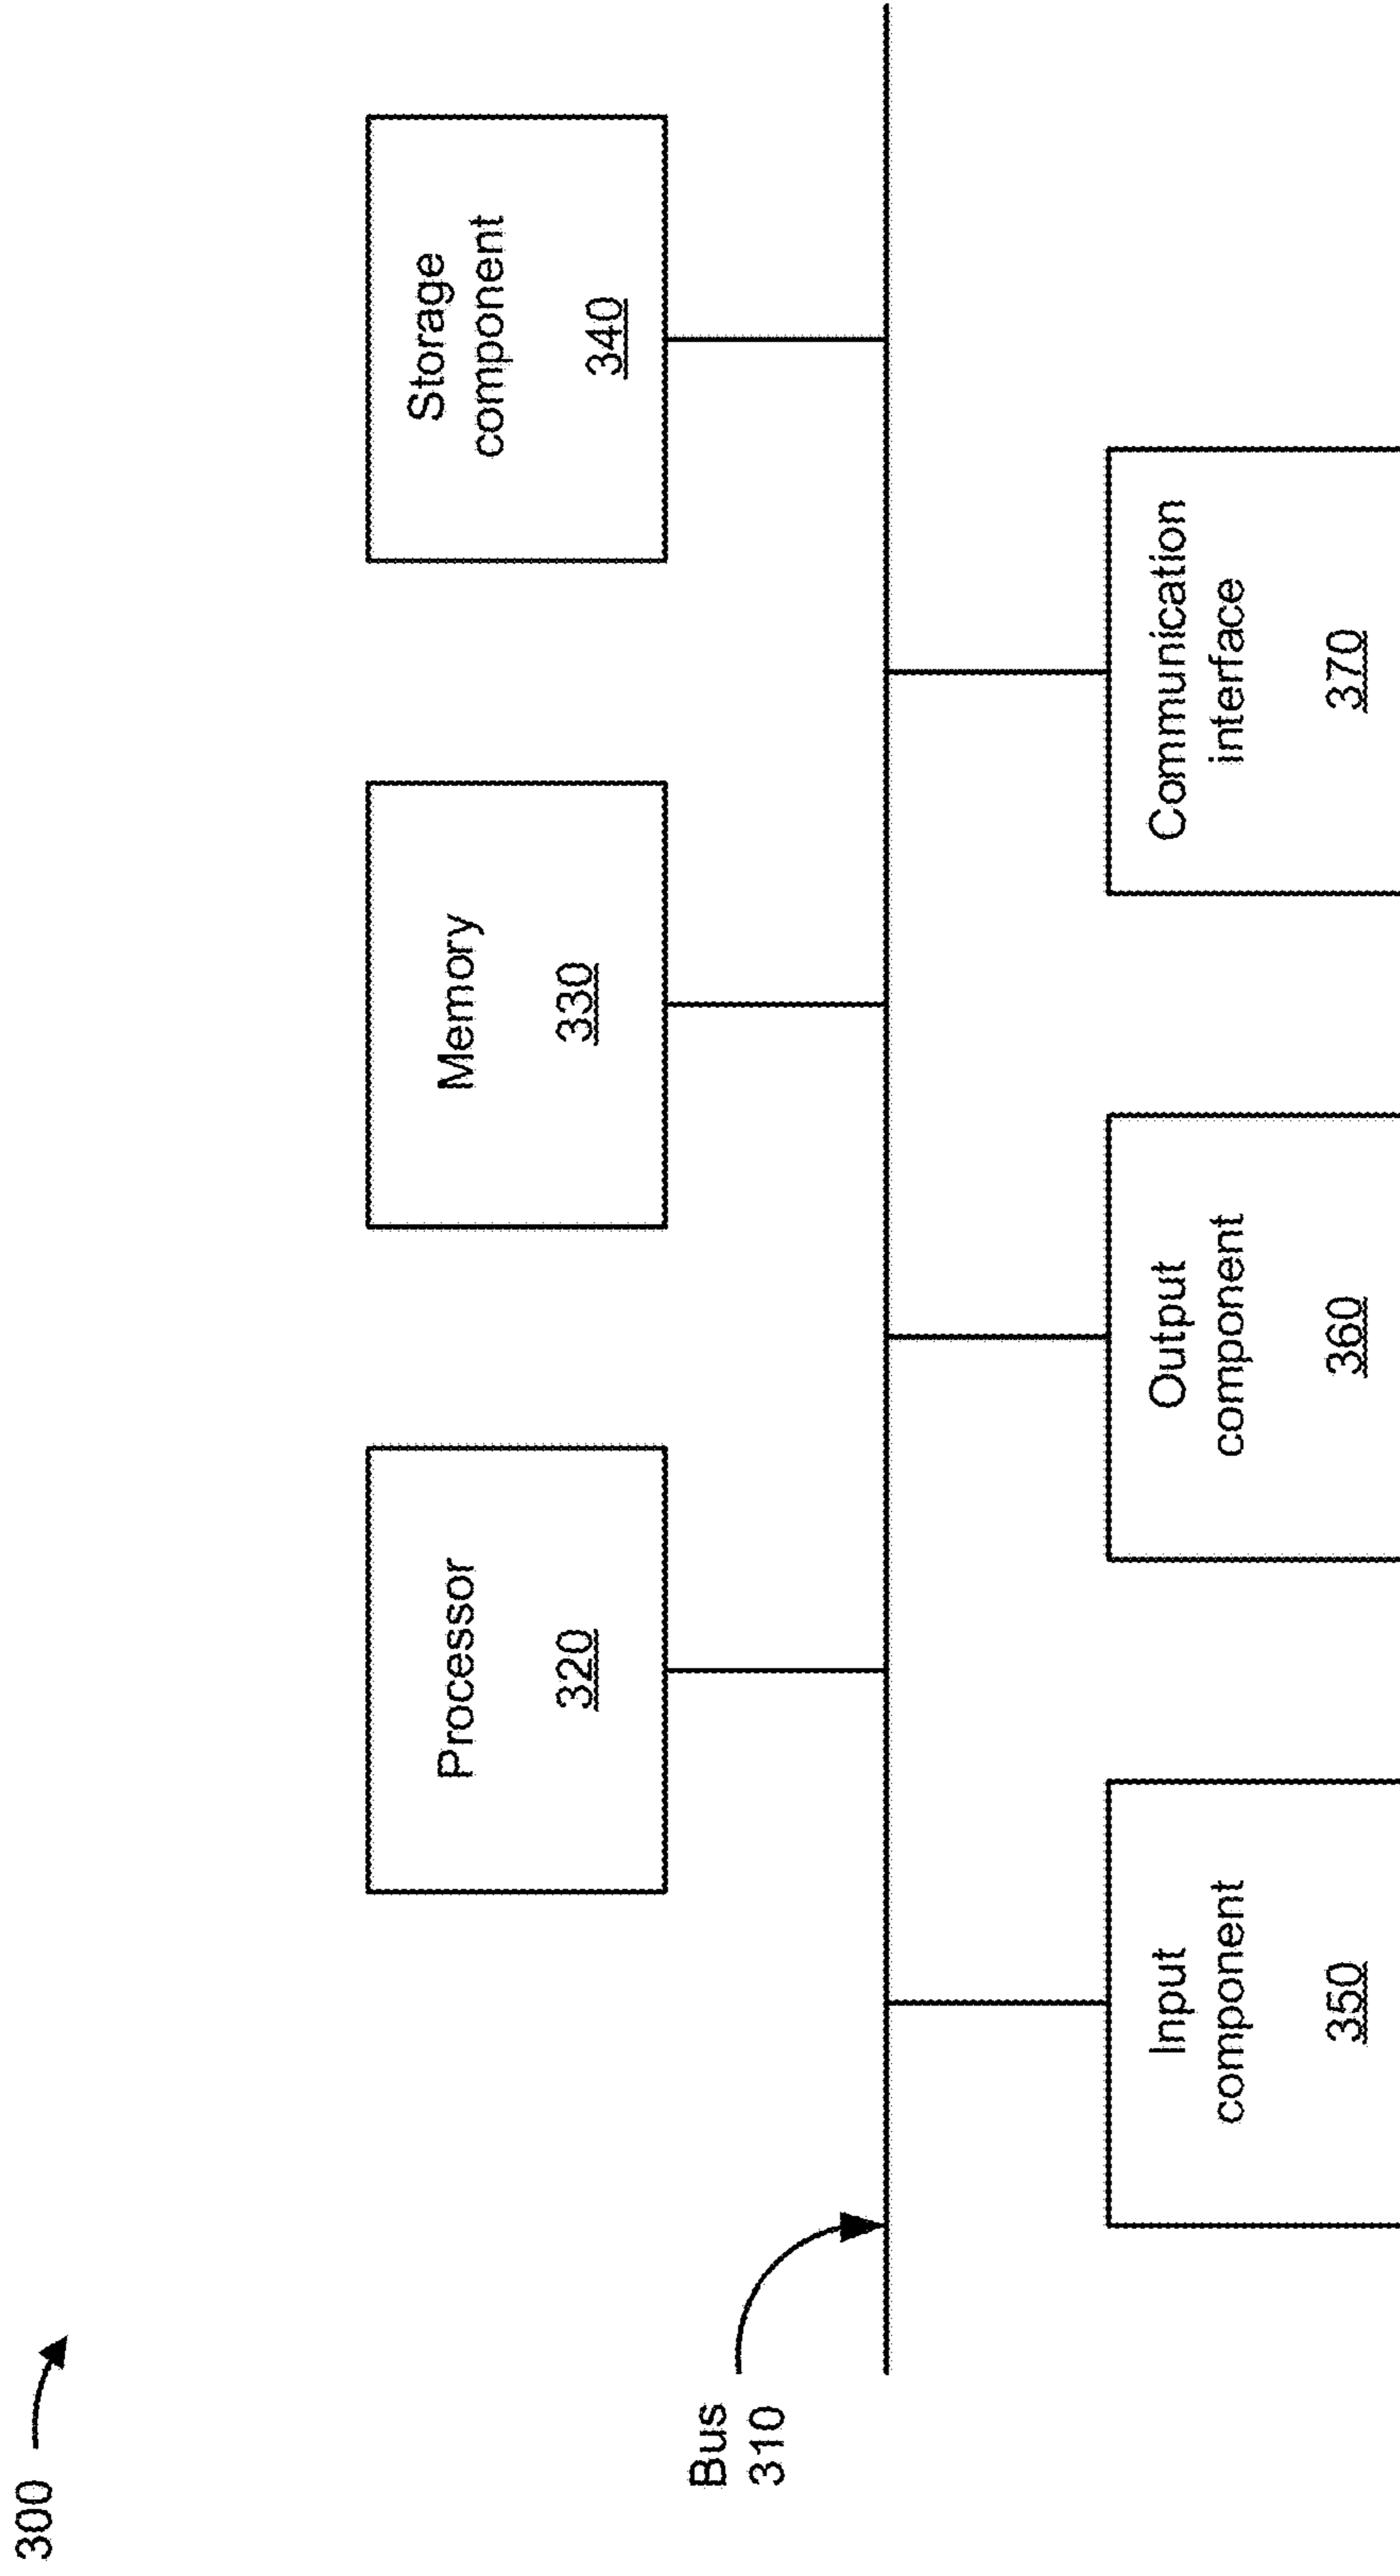 300
Processor
320
Memory
330
Storage
component
340
Bus
310
Input
component
350
Output
component
360
Communication
interface
370